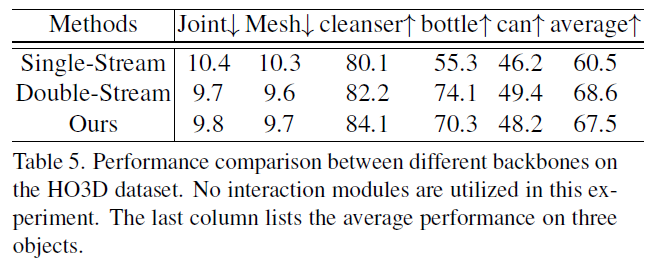 Methods Joint↓ Mesh↓ cleanser↑ bottle↑ can↑ average↑
Single-Stream 10.4 10.3 80.1 55.3 46.2 60.5
Double-Stream 9.7 9.6 82.2 74.1 49.4 68.6
Ours 9.8 9.7 84.1 70.3 48.2 67.5
Table 5. Performance comparison between different backbones on
the HO3D dataset. No interaction modules are utilized in this ex-
periment. The last column lists the average performance on three
objects.